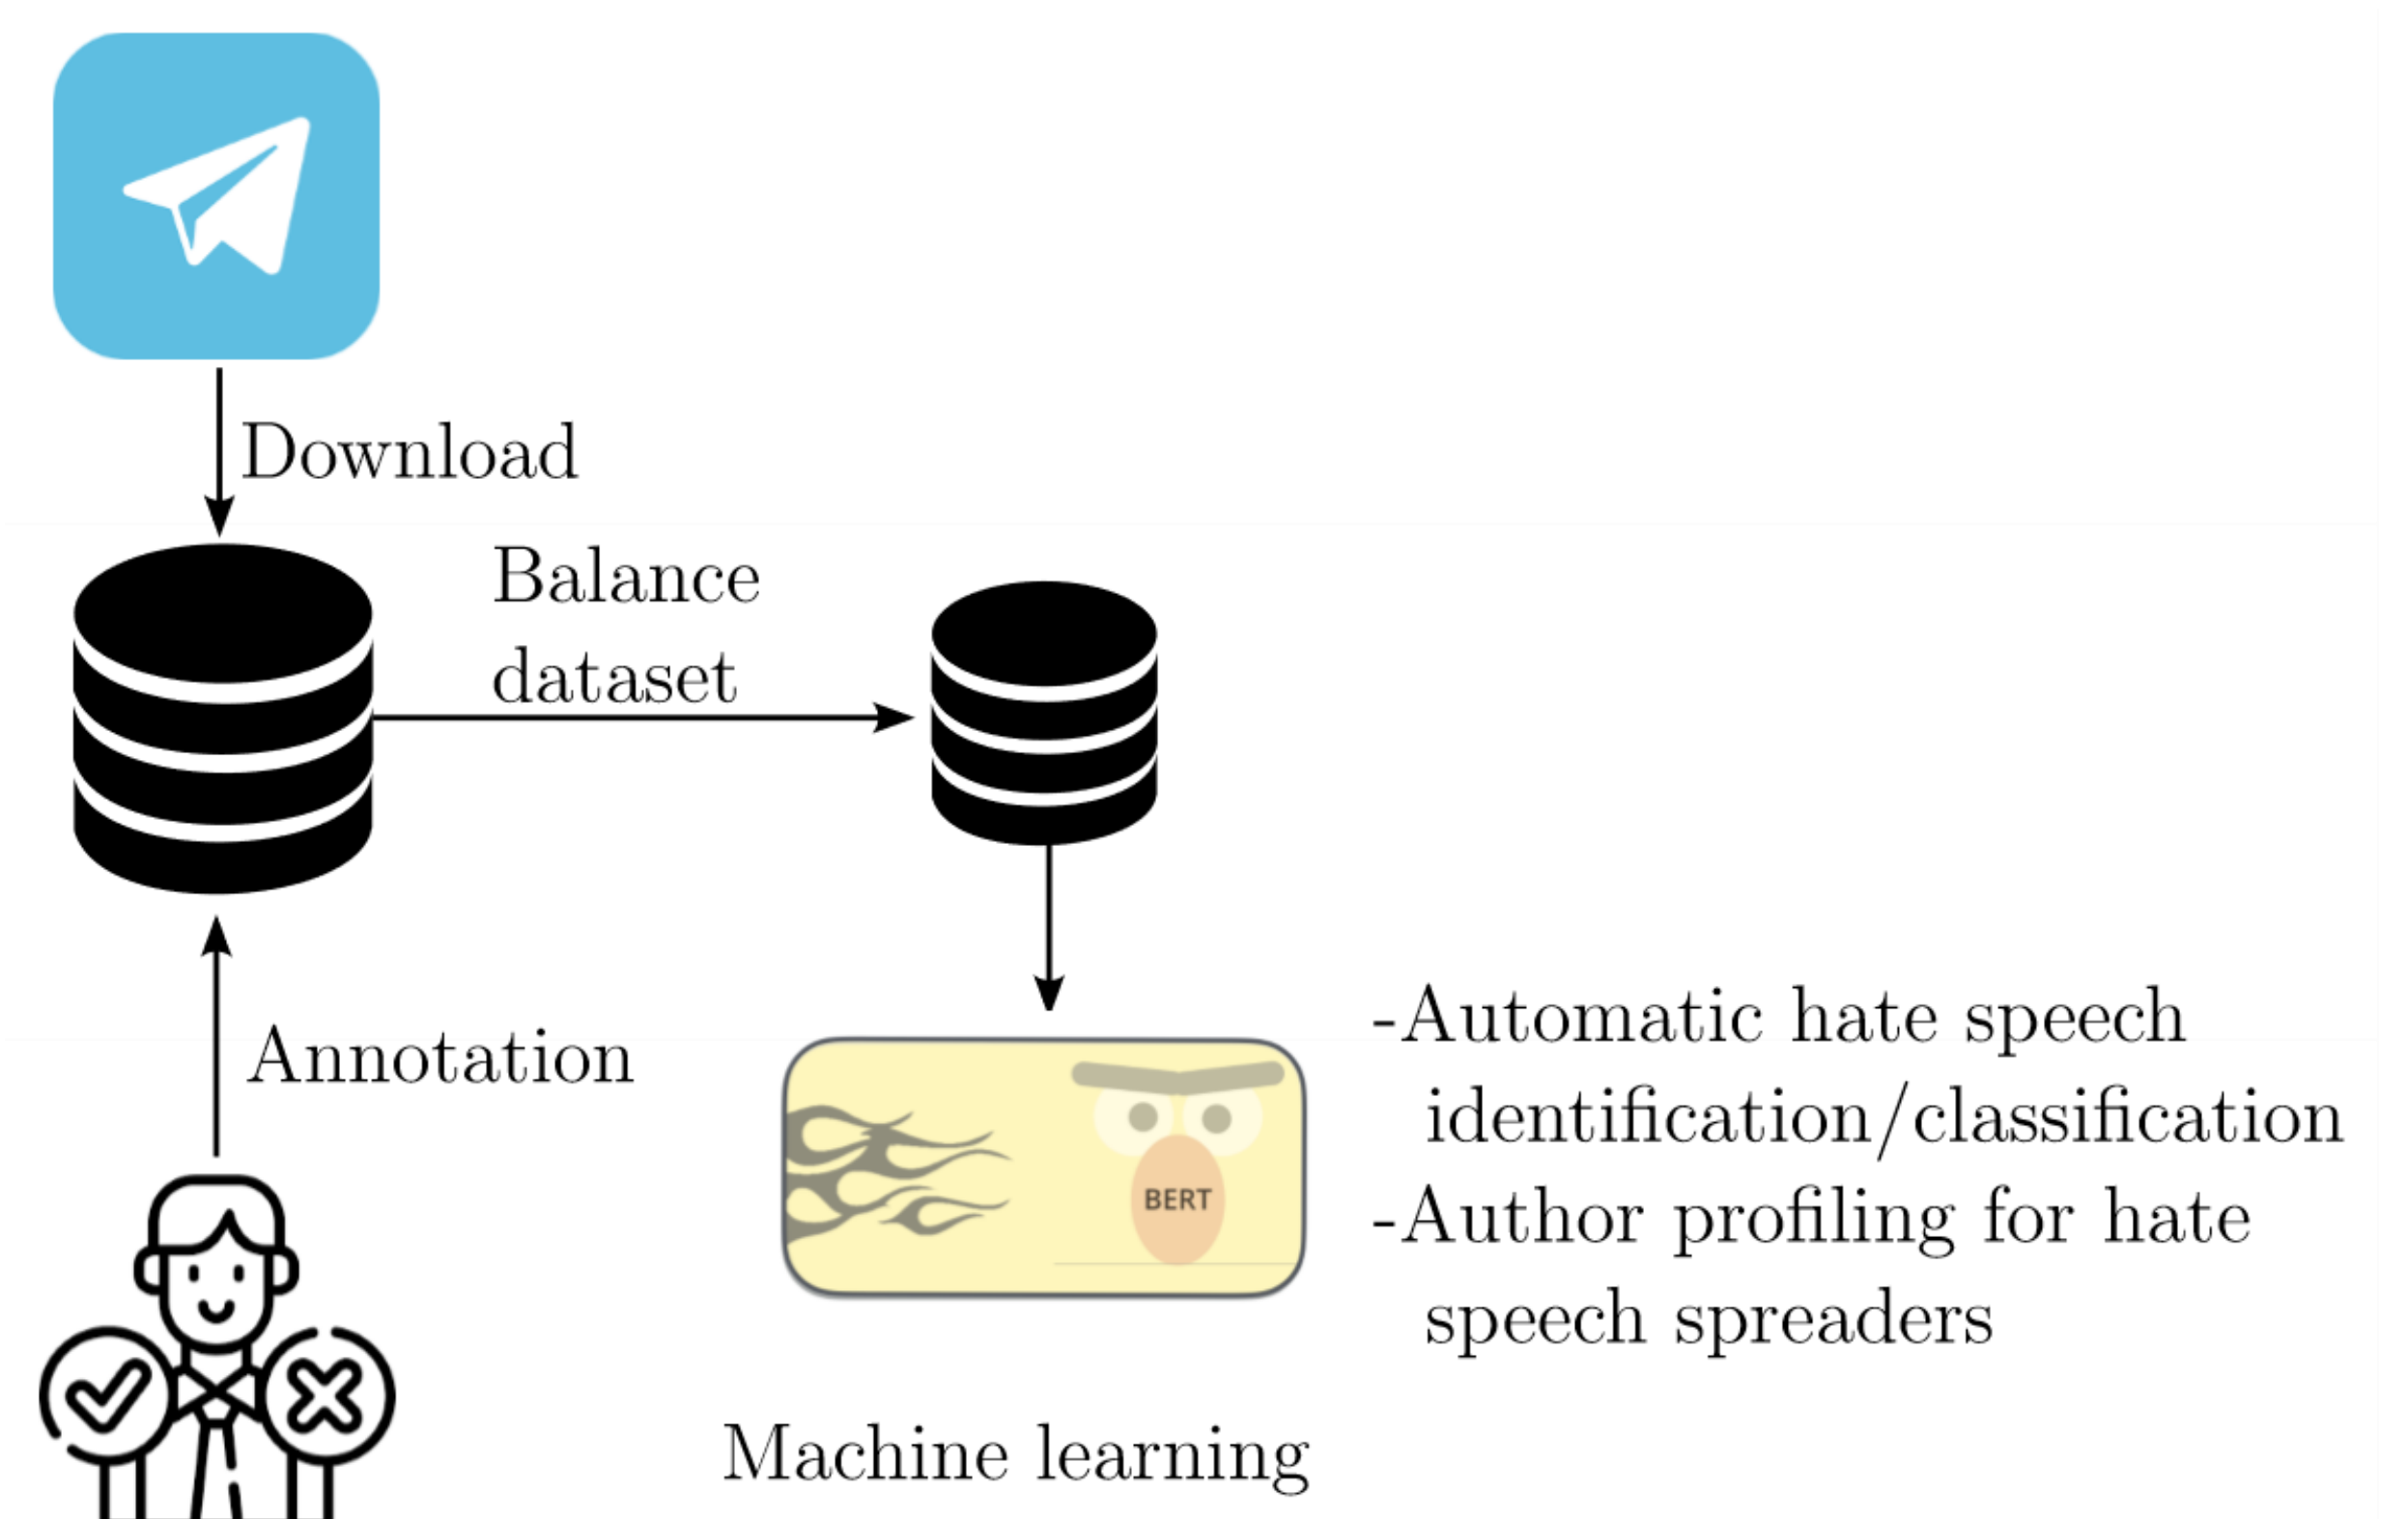 Download
Balance
dataset
Annotation
BERT
-Automatic hate speech
identification/classification
-Author profiling for hate
speech spreaders
Machine learning